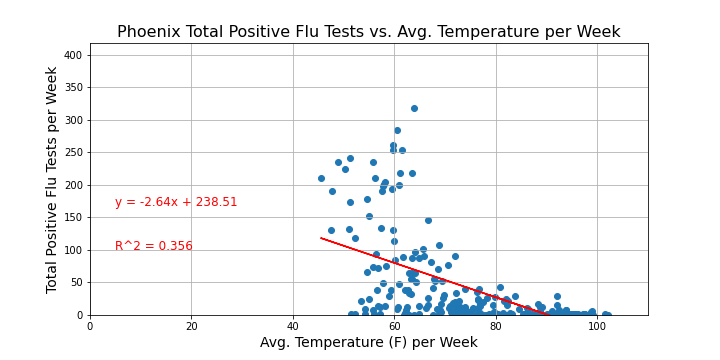 Phoenix Total Positive Flu Tests vs. Avg. Temperature per Week
Total Positive Flu Tests per Week
400
350
300
250
200
150
100
50
0
y = -2.64x + 238.51
R^2 = 0.356
0 20 40 60 80 100
Avg. Temperature (F) per Week